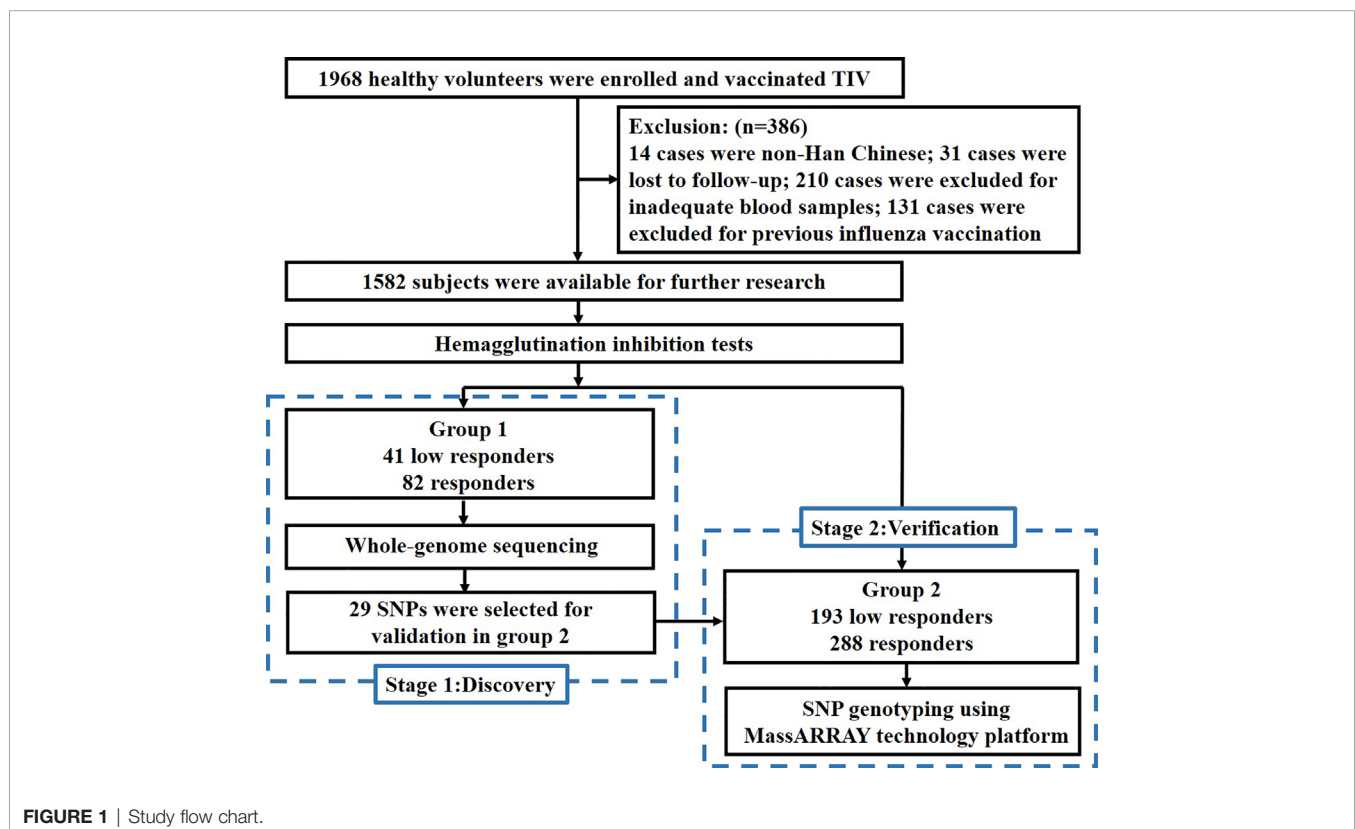 1968 healthy volunteers were enrolled and vaccinated TIV
Exclusion: (n=386)
14 cases were non-Han Chinese; 31 cases were
lost to follow-up; 210 cases were excluded for
inadequate blood samples; 131 cases were
excluded for previous influenza vaccination
1582 subjects were available for further research
Hemagglutination inhibition tests
Group 1
41 low responders
82 responders
Whole-genome sequencing
29 SNPs were selected for
validation in group 2
Stage 1:Discovery
Stage 2:Verification
Group 2
193 low responders
288 responders
SNP genotyping using
MassARRAY technology platform
FIGURE 1 | Study flow chart.